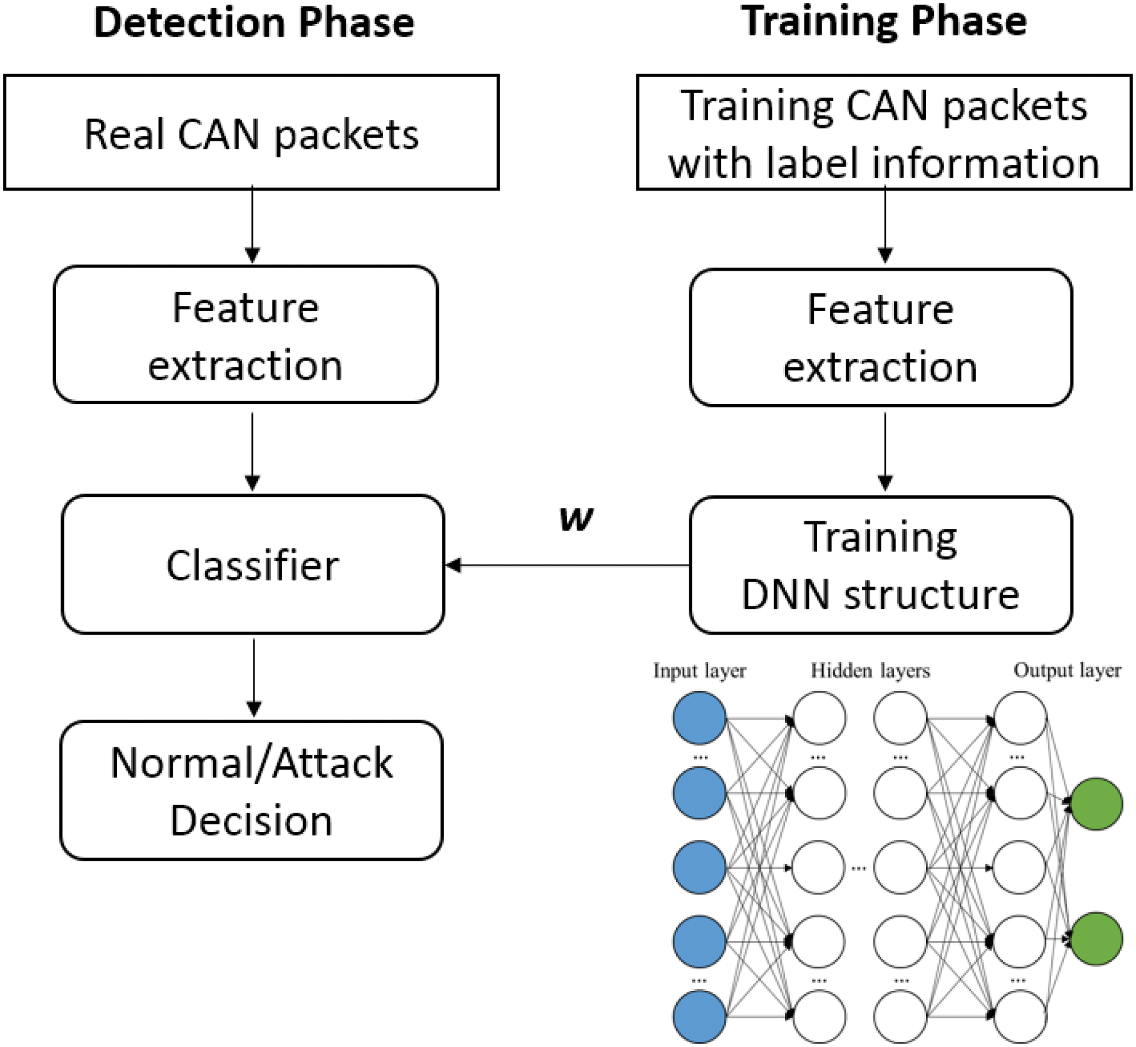 Detection Phase
Real CAN packets
Feature
extraction
Classifier
Normal/Attack
Decision
w
Training Phase
Training CAN packets
with label information
Feature
extraction
Training
DNN structure
Input layer
Hidden layers
Output layer
... ... ... ...
...
... ... ... ...